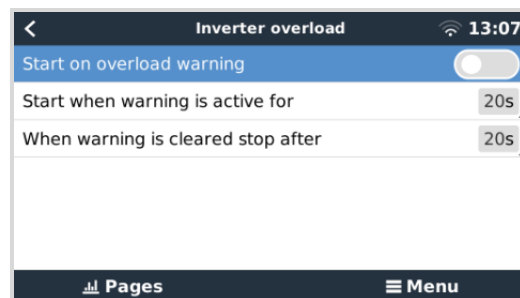 Inverter overload 13:07
Start on overload warning
Start when warning is active for 20s
When warning is cleared stop after 20s
Pages Menu